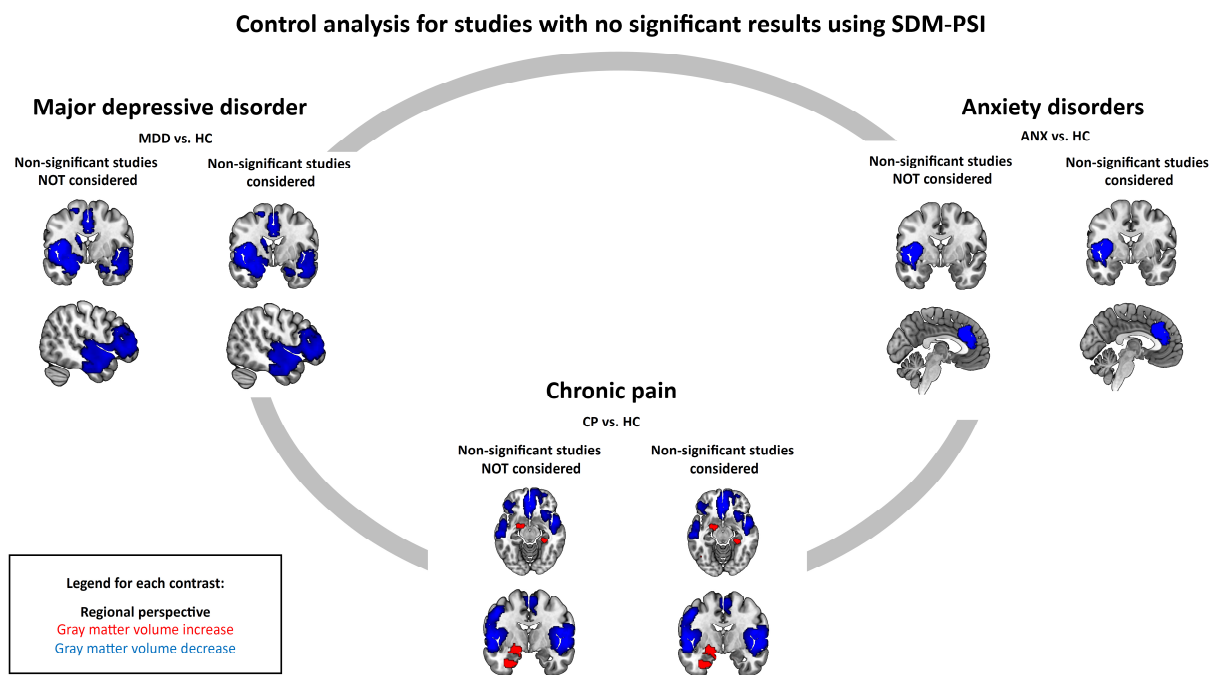 Control analysis for studies with no significant results using SDM-PSI
Major depressive disorder
MDD vs. HC
Non-significant studies
NOT considered
Non-significant studies
considered
Anxiety disorders
ANX vs. HC
Non-significant studies
NOT considered
Non-significant studies
considered
Chronic pain
CP vs. HC
Non-significant studies
NOT considered
Non-significant studies
considered
Legend for each contrast:
Regional perspective
Gray matter volume increase
Gray matter volume decrease